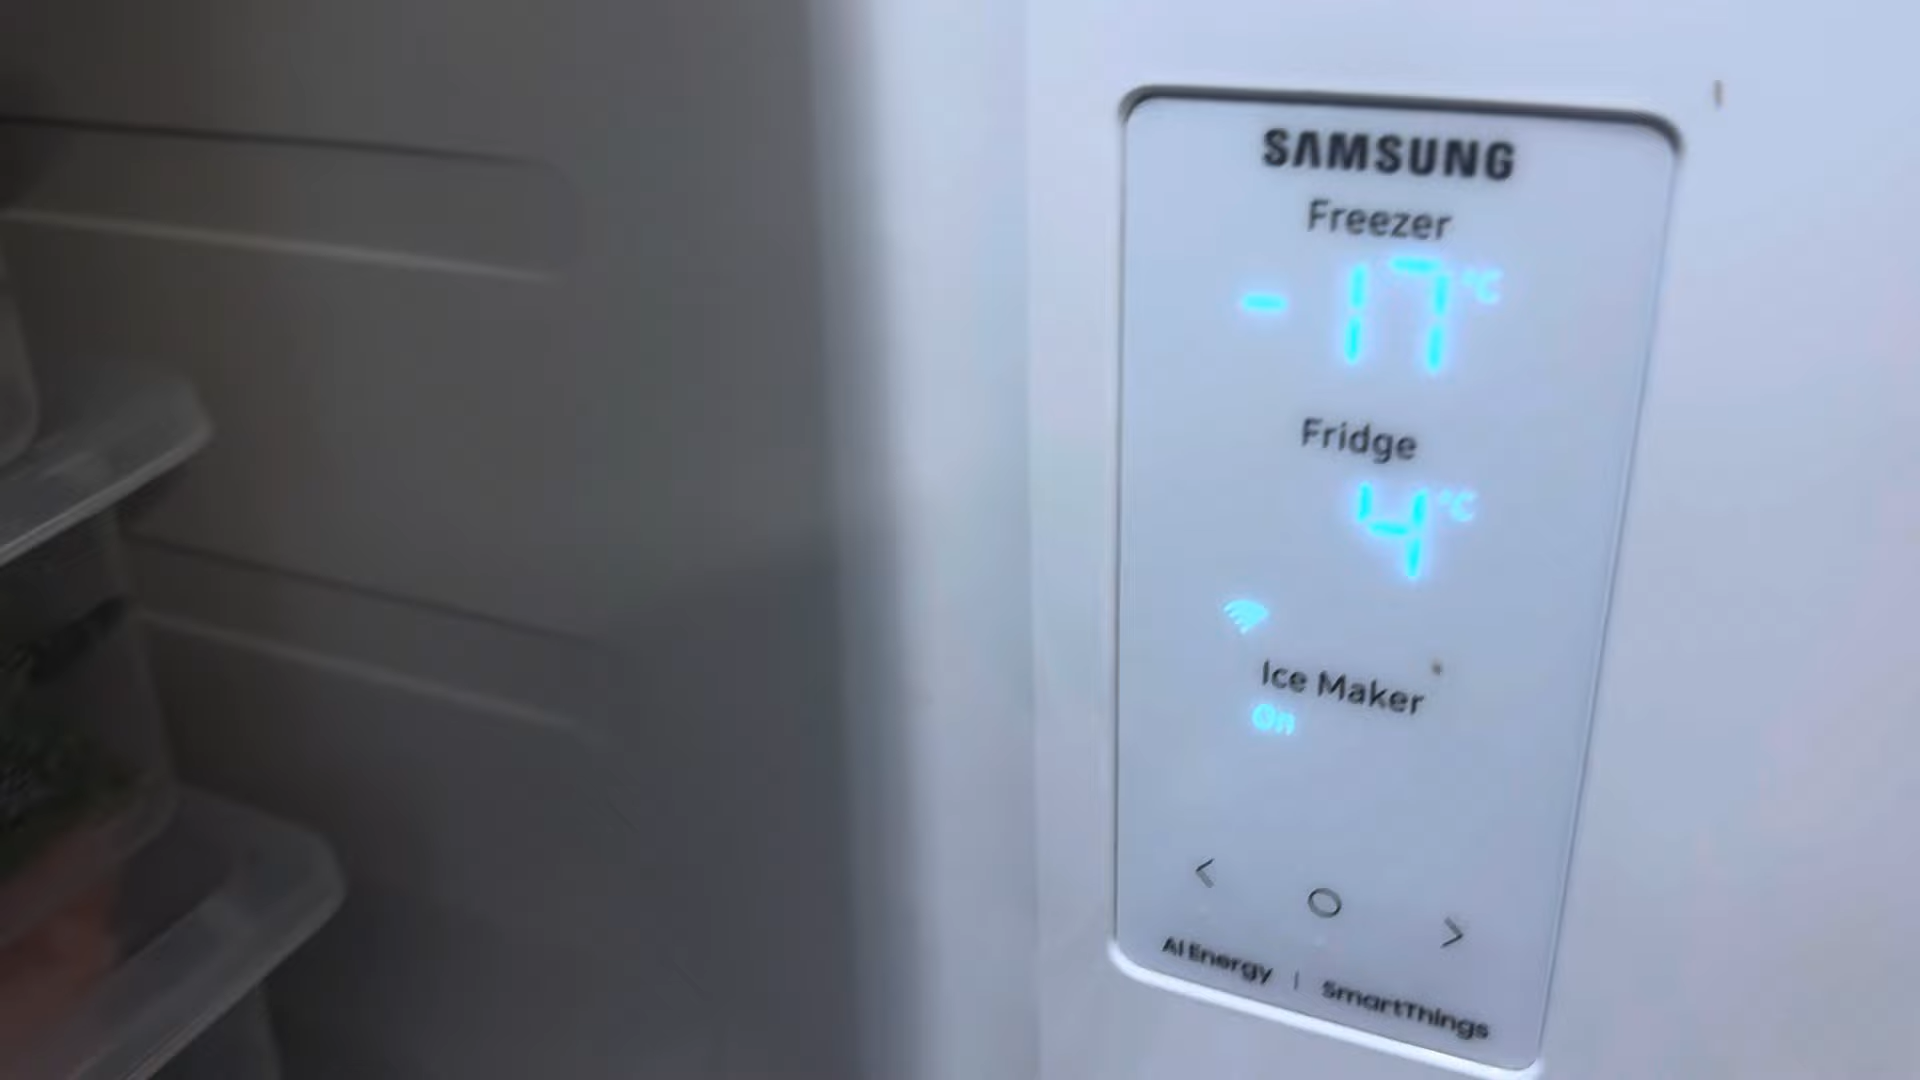 SAMSUNG
Freezer
-17°C
Fridge
4°C
Ice Maker
On
< ○ >
AI Energy | SmartThings